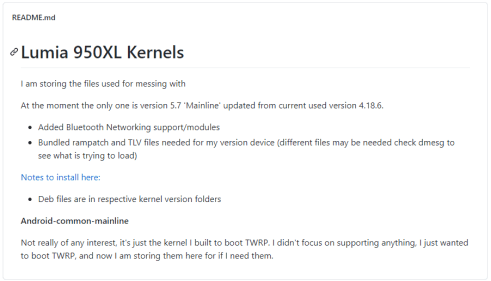 README.md
Lumia 950XL Kernels
I am storing the files used for messing with
At the moment the only one is version 5.7 'Mainline' updated from current used version 4.18.6.
Added Bluetooth Networking support/modules
Bundled rampatch and TLV files needed for my version device (different files may be needed check dmesg to
see what is trying to load)
Notes to install here:
Deb files are in respective kernel version folders
Android-common-mainline
Not really of any interest, it's just the kernel I built to boot TWRP. I didn't focus on supporting anything, I just wanted
to boot TWRP, and now I am storing them here for if I need them.